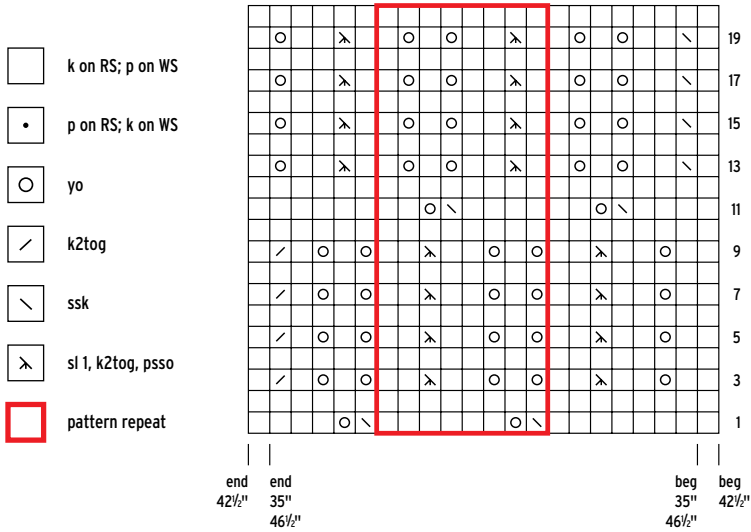 k on RS; p on WS
p on RS; k on WS
yo
k2tog
ssk
sl 1, k2tog, psso
pattern repeat
19
17
15
13
11
9
7
5
3
1
end
42½"
end
35"
46½"
beg
35"
46½"
beg
42½"